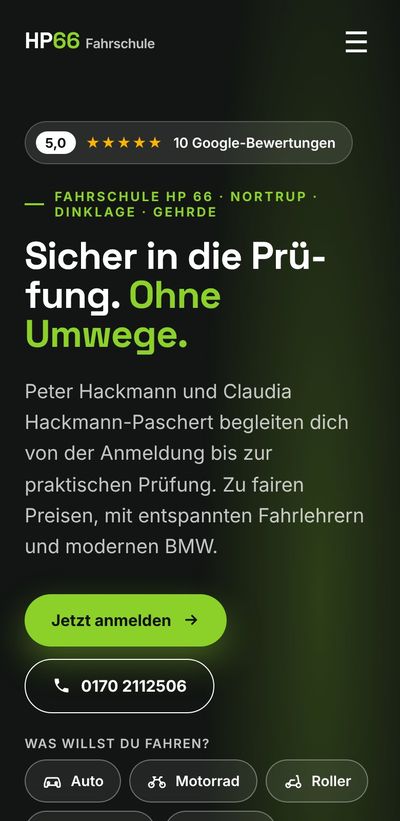 HP66 Fahrschule
5,0 ★★★★★ 10 Google-Bewertungen
FAHRSCHULE HP 66 · NORTRUP ·
DINKLAGE · GEHRDE
Sicher in die Prü-
fung. Ohne
Umwege.
Peter Hackmann und Claudia
Hackmann-Paschert begleiten dich
von der Anmeldung bis zur
praktischen Prüfung. Zu fairen
Preisen, mit entspannten Fahrlehrern
und modernen BMW.
Jetzt anmelden →
0170 2112506
WAS WILLST DU FAHREN?
Auto Motorrad Roller